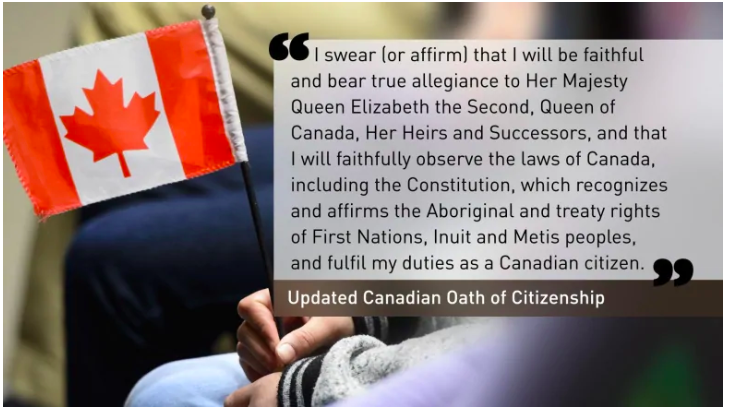 “ I swear (or affirm) that I will be faithful
and bear true allegiance to Her Majesty
Queen Elizabeth the Second, Queen of
Canada, Her Heirs and Successors, and that
I will faithfully observe the laws of Canada,
including the Constitution, which recognizes
and affirms the Aboriginal and treaty rights
of First Nations, Inuit and Metis peoples,
and fulfil my duties as a Canadian citizen. ”
Updated Canadian Oath of Citizenship